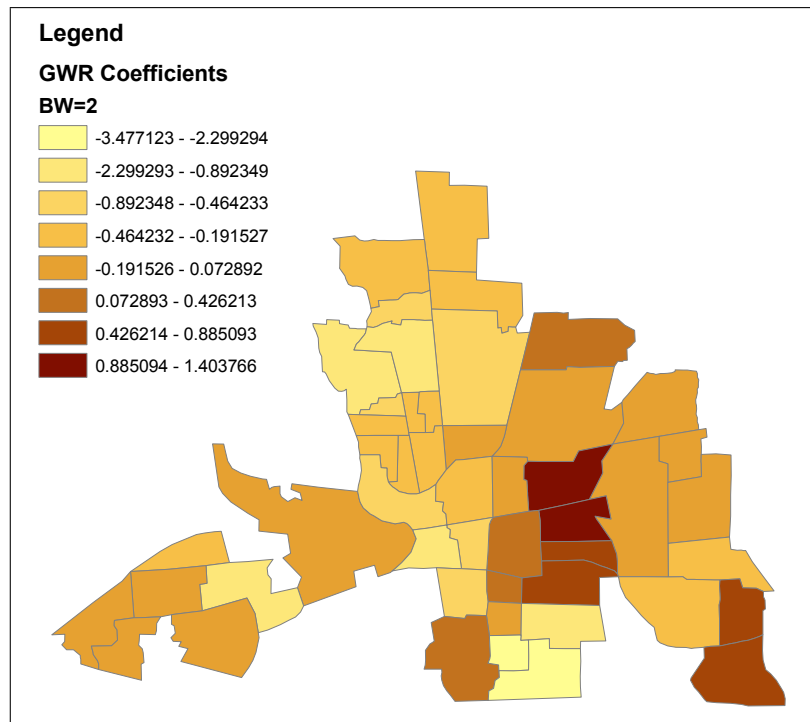 Legend
GWR Coefficients
BW=2
-3.477123 - -2.299294
-2.299293 - -0.892349
-0.892348 - -0.464233
-0.464232 - -0.191527
-0.191526 - 0.072892
0.072893 - 0.426213
0.426214 - 0.885093
0.885094 - 1.403766